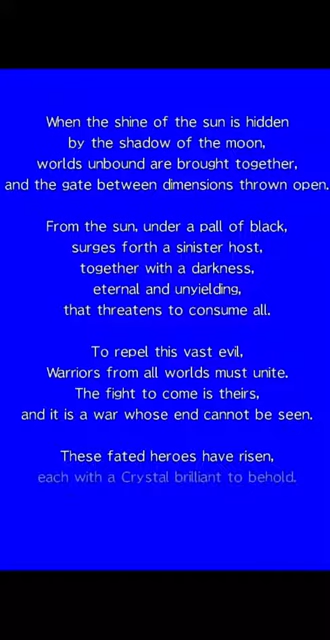 When the shine of the sun is hidden
by the shadow of the moon,
worlds unbound are brought together,
and the gate between dimensions thrown open.
From the sun, under a pall of black,
surges forth a sinister host,
together with a darkness,
eternal and unyielding,
that threatens to consume all.
To repel this vast evil,
Warriors from all worlds must unite.
The fight to come is theirs,
and it is a war whose end cannot be seen.
These fated heroes have risen,
each with a Crystal brilliant to behold.